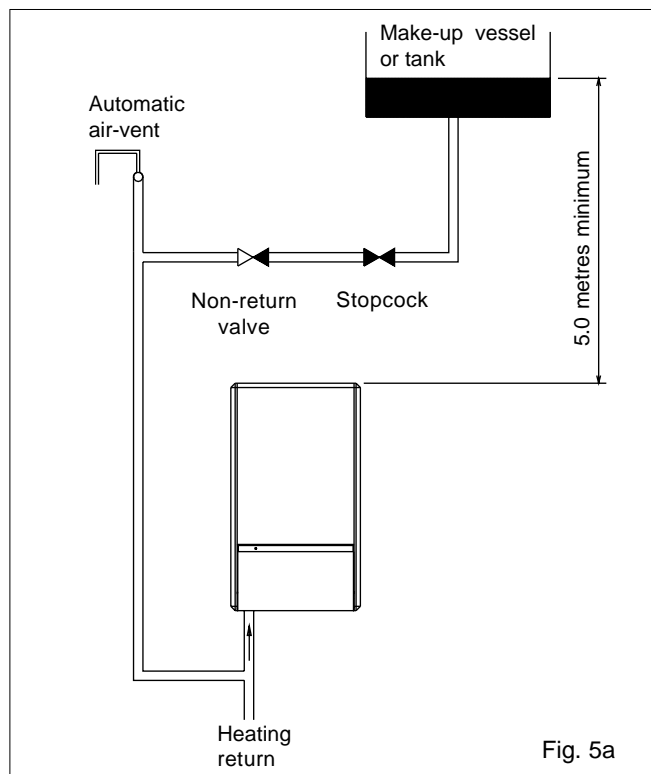 Make-up vessel
or tank
Automatic
air-vent
5.0 metres minimum
Non-return
valve
Stopcock
Heating
return
Fig. 5a